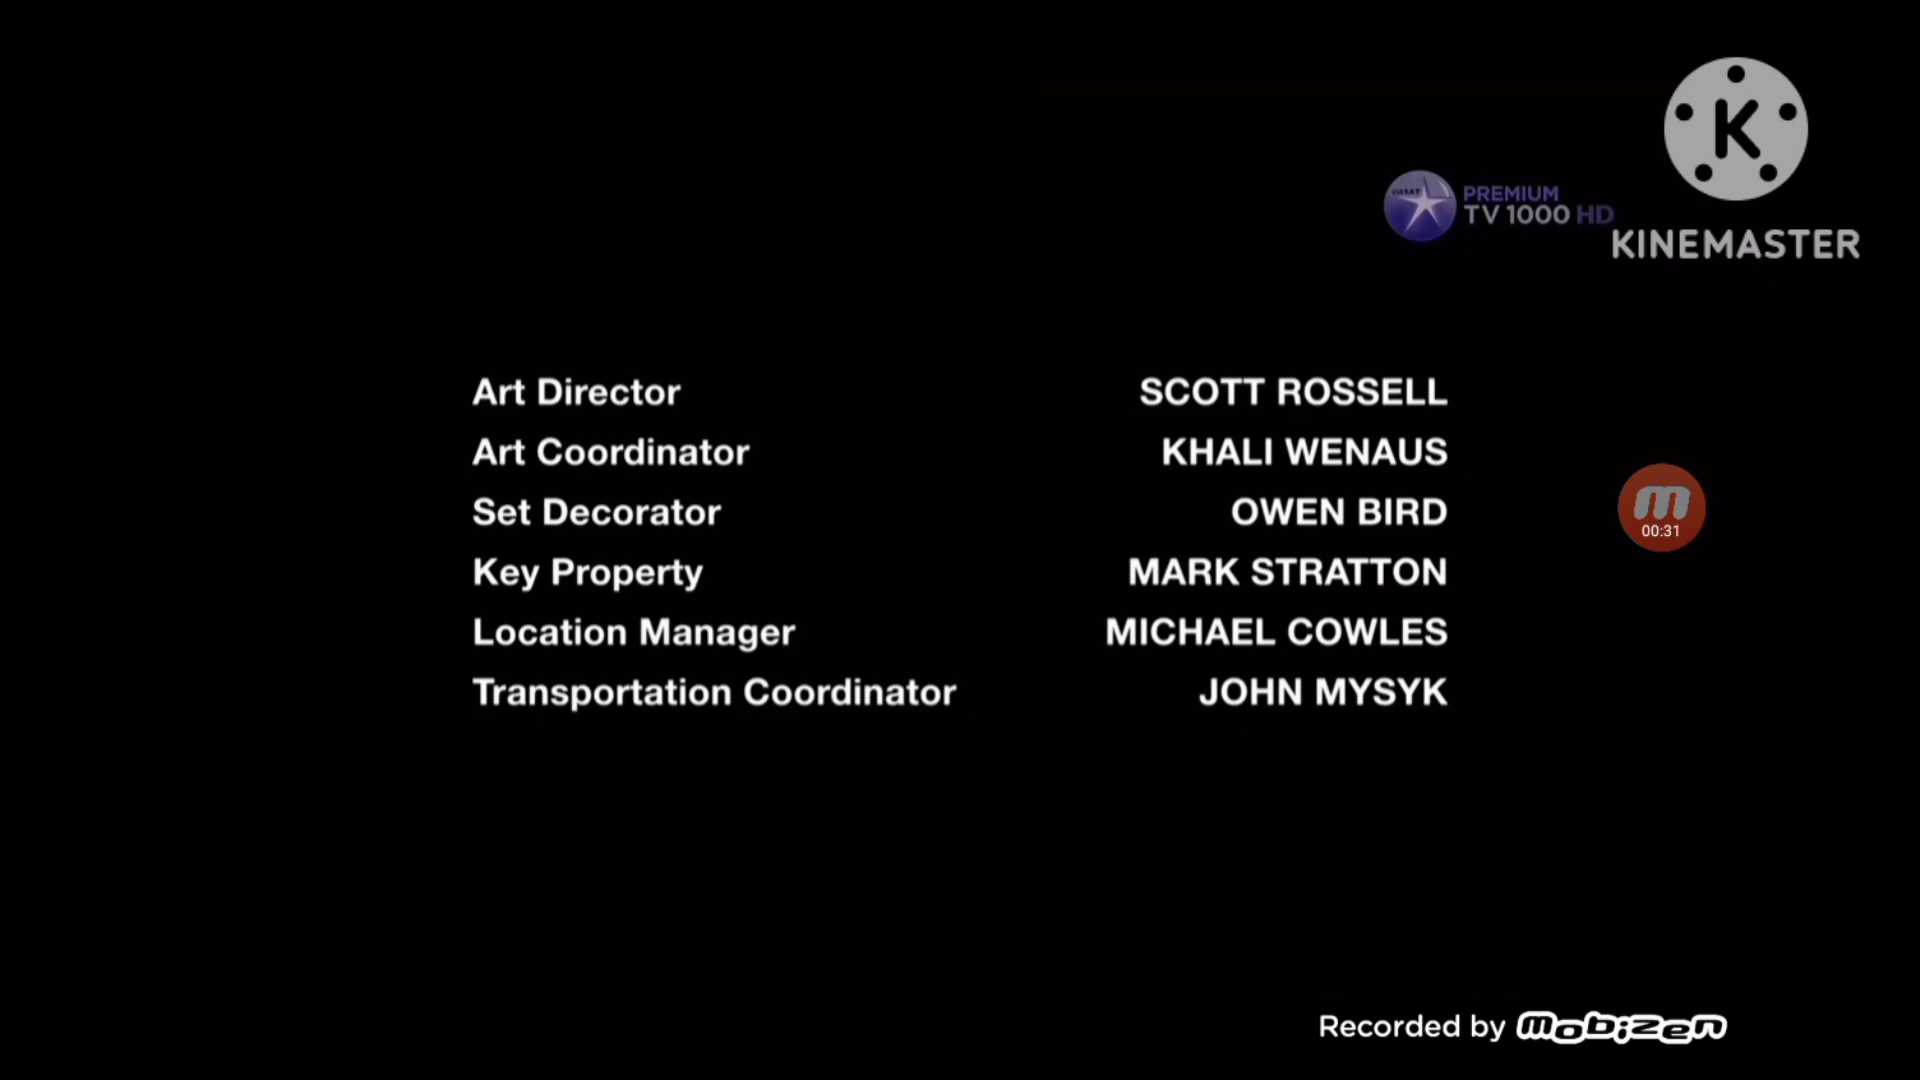 K
KINEMASTER
PREMIUM
TV 1000 HD
Art Director SCOTT ROSSELL
Art Coordinator KHALI WENAUS
Set Decorator OWEN BIRD
Key Property MARK STRATTON
Location Manager MICHAEL COWLES
Transportation Coordinator JOHN MYSYK
m
00:31
Recorded by mobizen